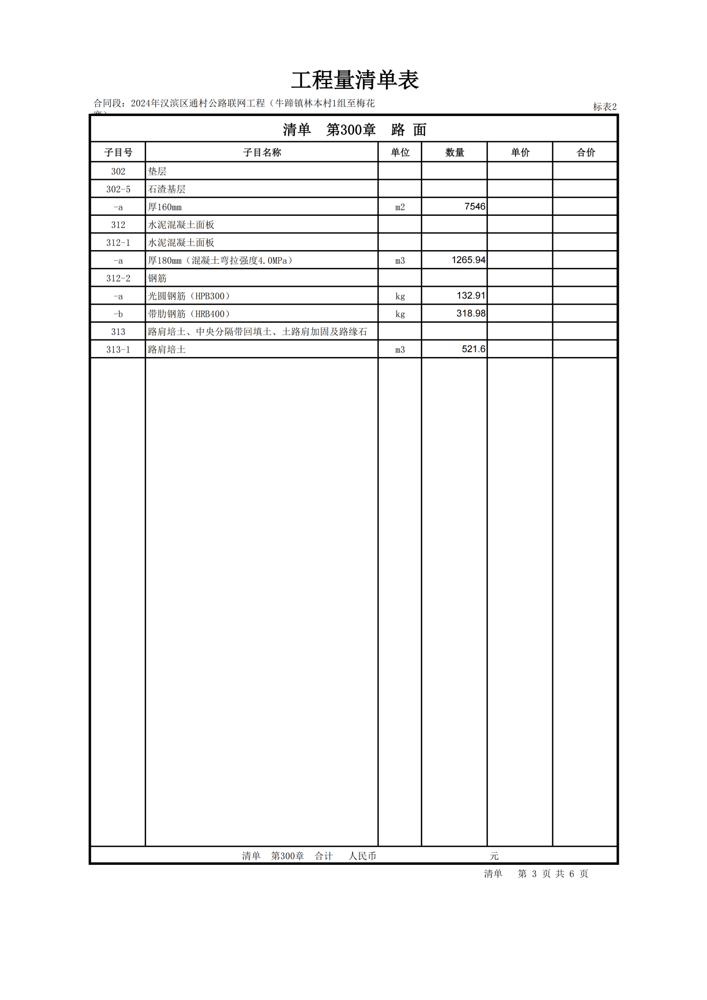 工程量清单表
合同段：2024年汉滨区通村公路联网工程（牛蹄镇林本村1组至梅花
标表2
清单 第300章 路 面
子目号 子目名称 单位 数量 单价 合价
302 垫层
302-5 石渣基层
-a 厚160mm m2 7546
312 水泥混凝土面板
312-1 水泥混凝土面板
-a 厚180mm（混凝土弯拉强度4.0MPa） m3 1265.94
312-2 钢筋
-a 光圆钢筋（HPB300） kg 132.91
-b 带肋钢筋（HRB400） kg 318.98
313 路肩培土、中央分隔带回填土、土路肩加固及路缘石
313-1 路肩培土 m3 521.6
清单 第300章 合计 人民币 元
清单 第 3 页 共 6 页